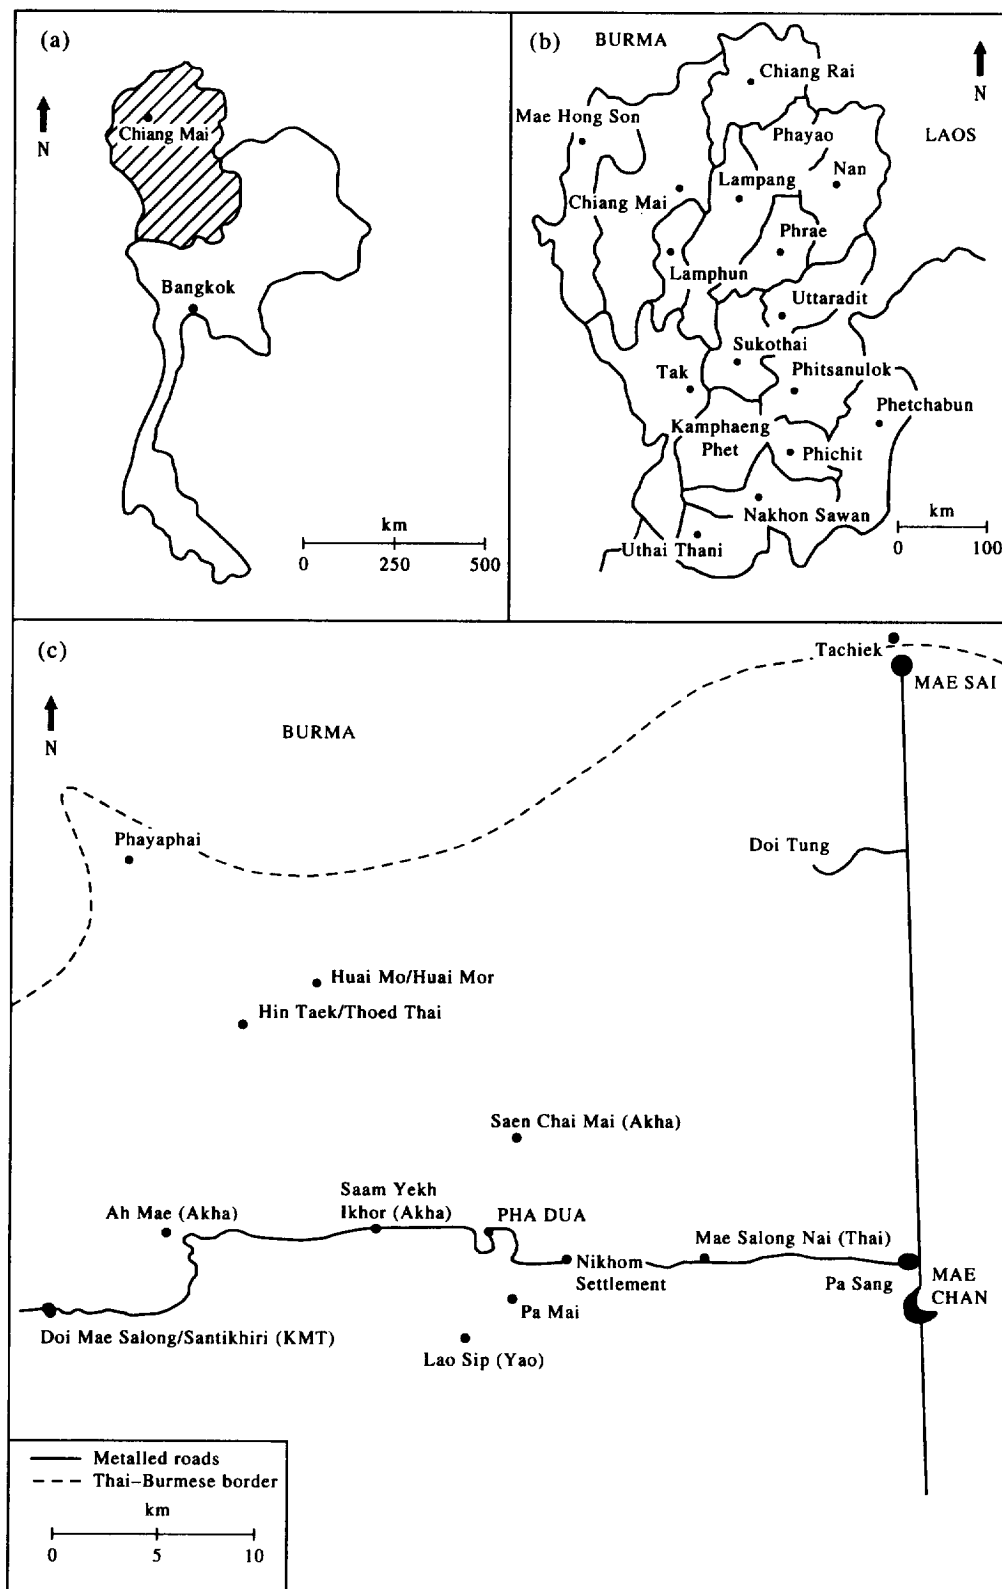 (a)
N
Chiang Mai
Bangkok
km
0 250 500
(b)
BURMA
N
Chiang Rai
Mae Hong Son
Phayao
LAOS
Nan
Lampang
Chiang Mai
Phrae
Lamphun
Uttaradit
Sukothai
Tak
Phitsanulok
Phetchabun
Kamphaeng
Phet
Phichit
km
Nakhon Sawan
0 100
Uthai Thani
(c)
N
BURMA
Tachiek
MAE SAI
Phayaphai
Doi Tung
Huai Mo/Huai Mor
Hin Taek/Thoed Thai
Saen Chai Mai (Akha)
Saam Yekh
Ikhor (Akha)
Ah Mae (Akha)
PHA DUA
Mae Salong Nai (Thai)
Nikhom
Settlement
Pa Sang
MAE
CHAN
Pa Mai
Doi Mae Salong/Santikhiri (KMT)
Lao Sip (Yao)
Metalled roads
Thai–Burmese border
km
0 5 10